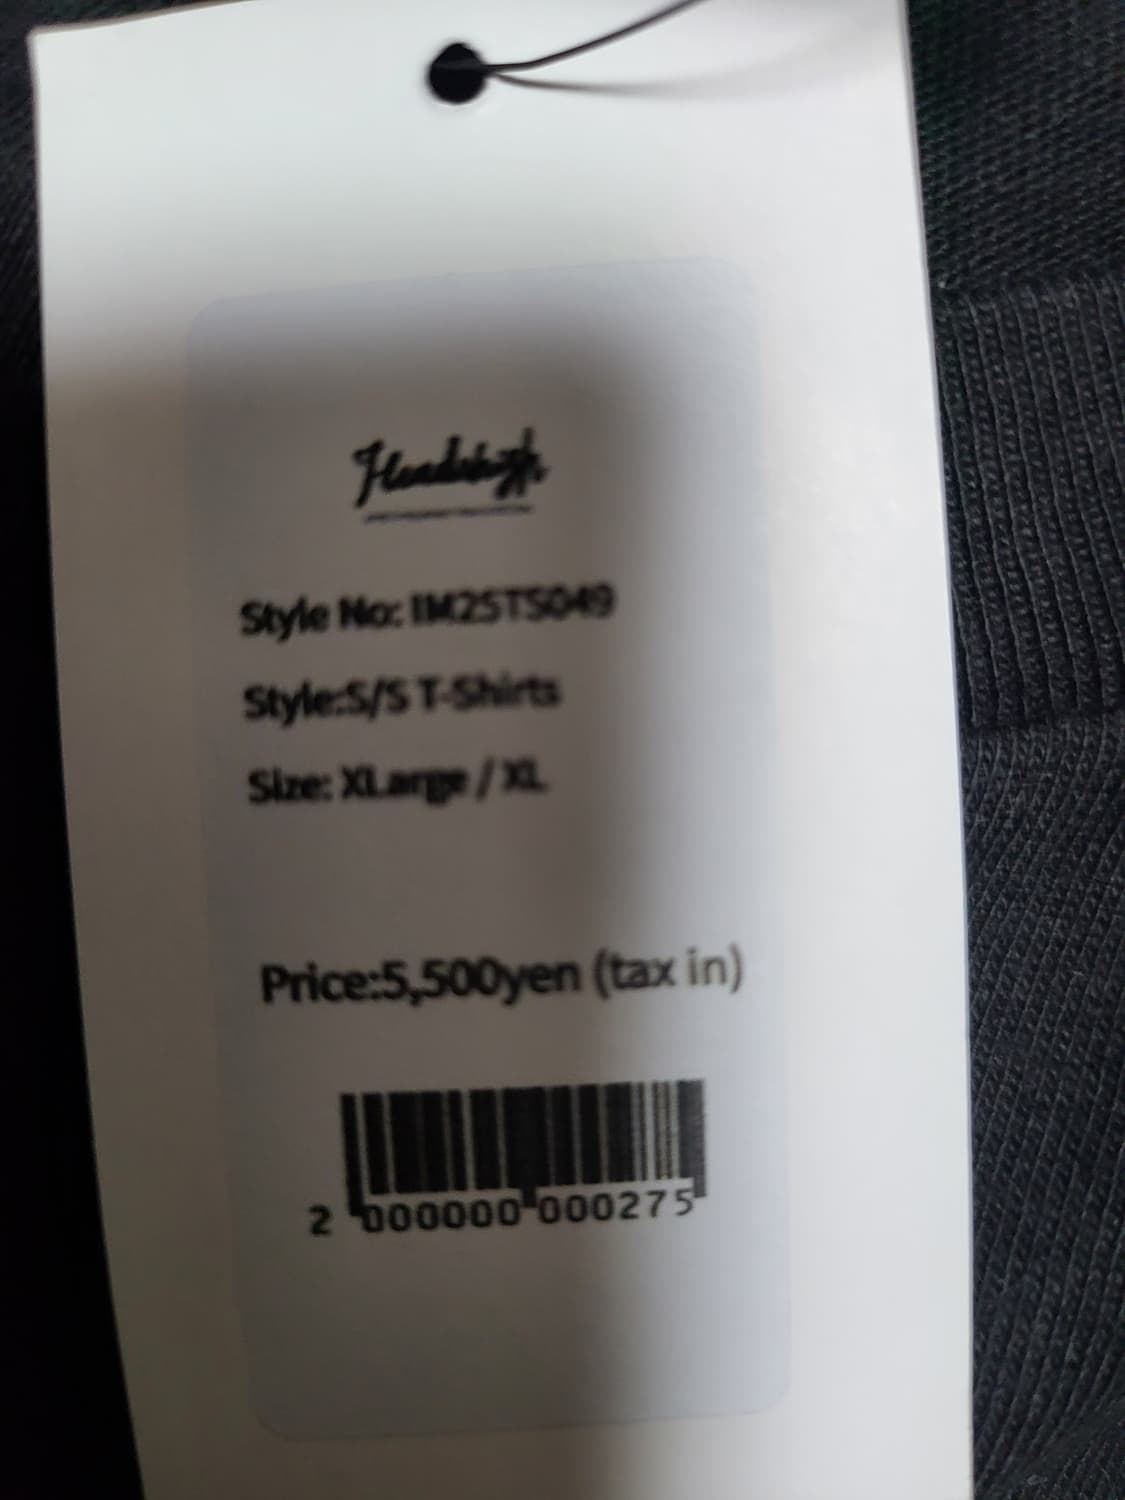 Style No: IM25TS049
Style:S/S T-Shirts
Size: XLarge / XL
Price:5,500yen (tax in)
2 000000 000275